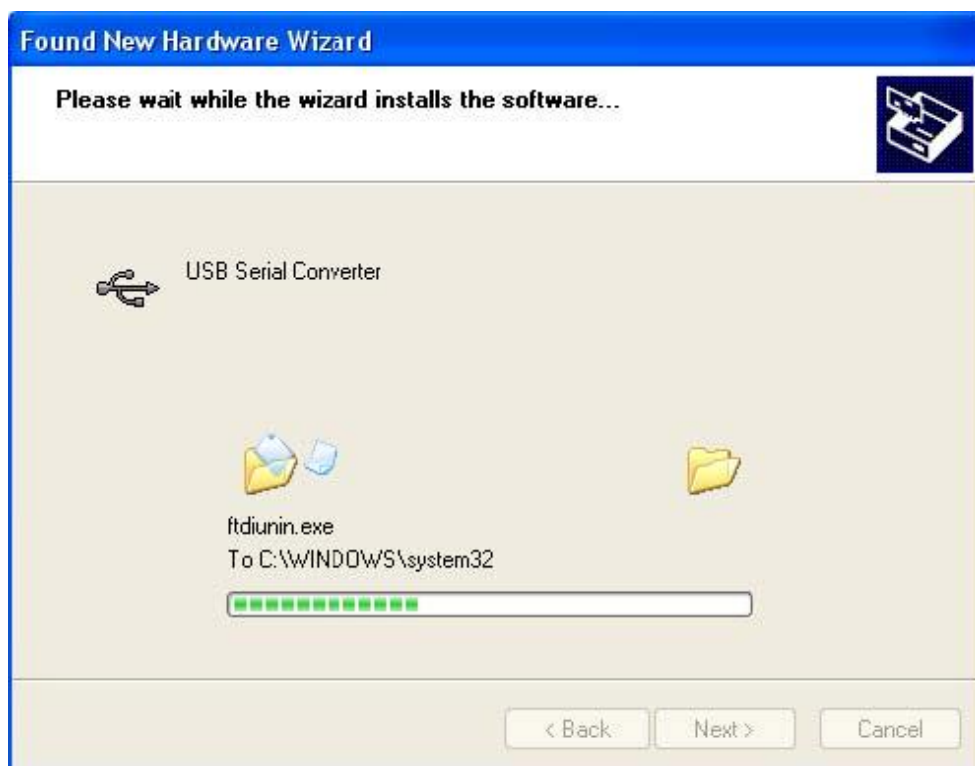 Found New Hardware Wizard
Please wait while the wizard installs the software...
USB Serial Converter
ftdiunin.exe
To C:\WINDOWS\system32
< Back Next > Cancel